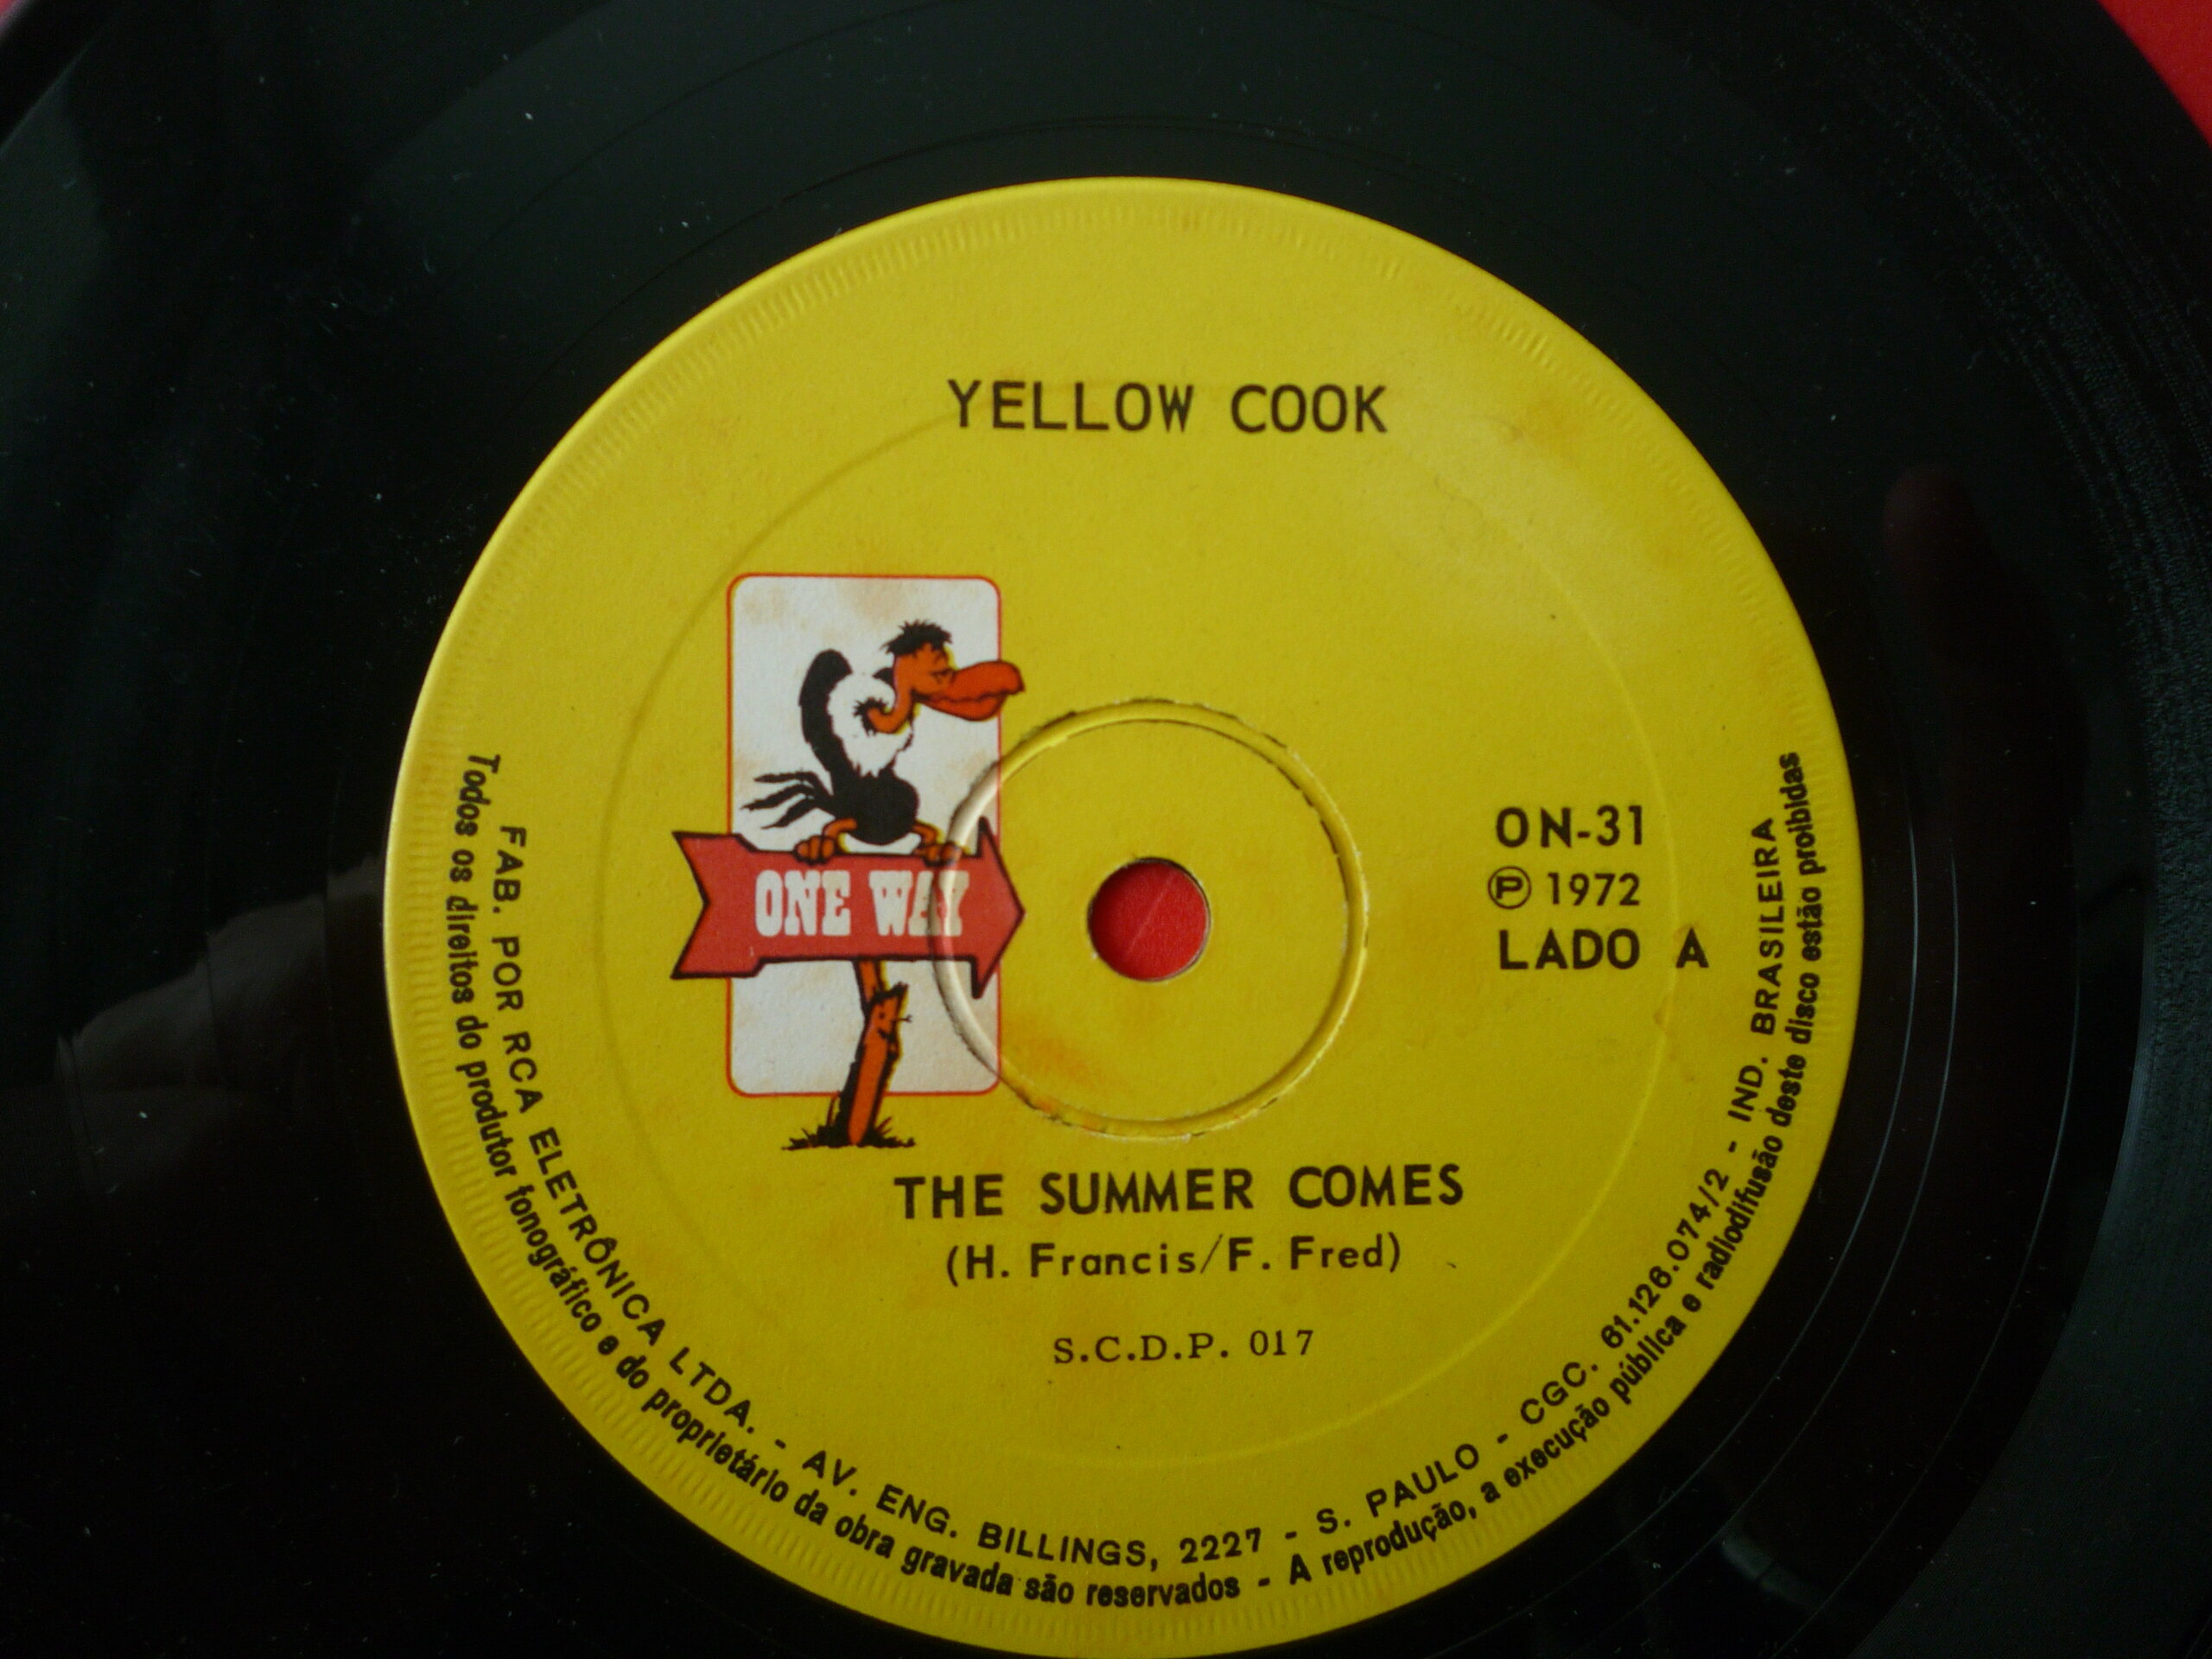 YELLOW COOK
ONE WAY
ON-31
Ⓟ 1972
LADO A
THE SUMMER COMES
(H. Francis/F. Fred)
S.C.D.P. 017
FAB. POR RCA ELETRÔNICA LTDA. - AV. ENG. BILLINGS, 2227 - S. PAULO - CGC. 61.126.074/2 - IND. BRASILEIRA
Todos os direitos do produtor fonográfico e do proprietário da obra gravada são reservados - A reprodução, a execução pública e radiodifusão deste disco estão proibidas